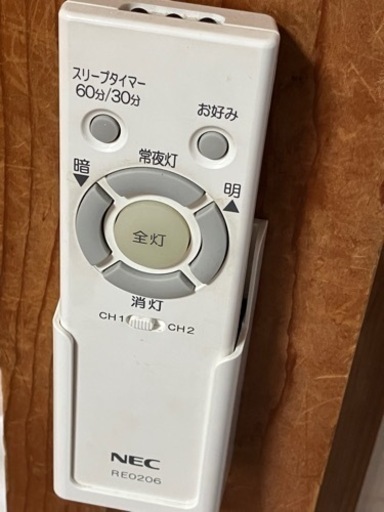 スリープタイマー
60分/30分
お好み
常夜灯
暗
▼
明
▲
全灯
消灯
CH1 CH2
NEC
RE0206